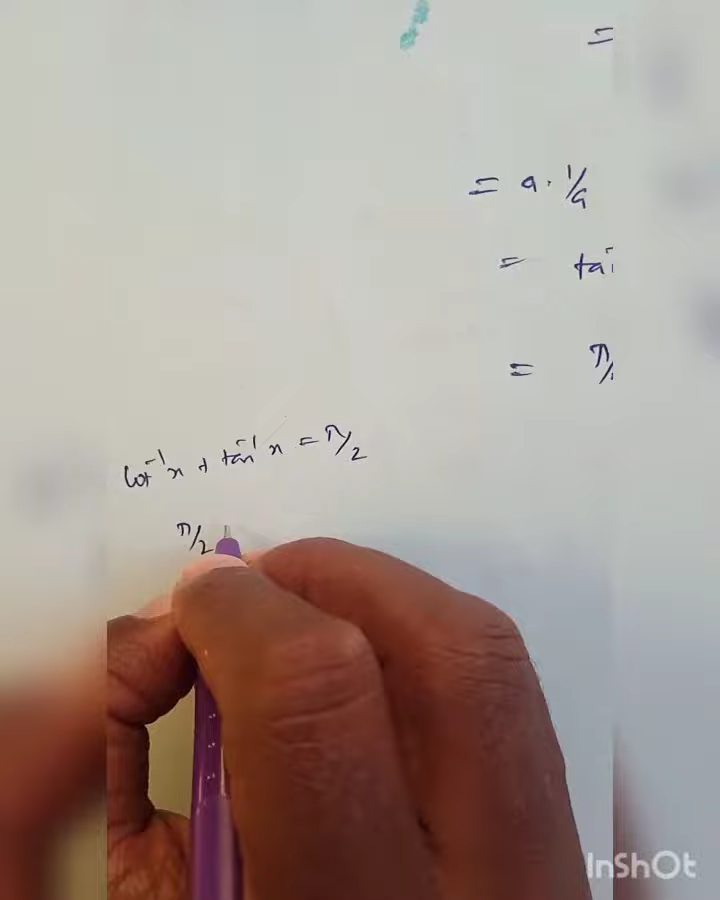 =
= a. 1/a
= tan
= π/
cot⁻¹x + tan⁻¹x = π/2
π/2
InShOt